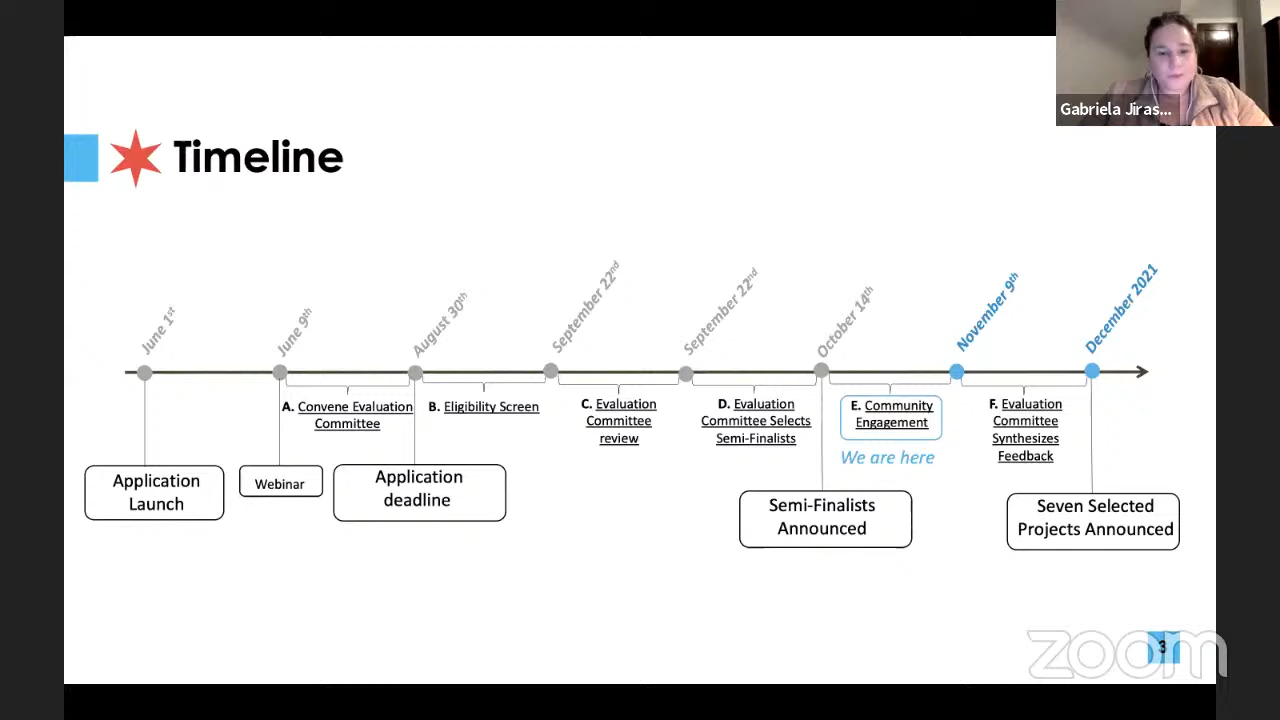 Gabriela Jiras...
Timeline
June 1st
June 9th
August 30th
September 22nd
September 22nd
October 14th
November 9th
December 2021
A. Convene Evaluation
Committee
B. Eligibility Screen
C. Evaluation
Committee
review
D. Evaluation
Committee Selects
Semi-Finalists
E. Community
Engagement
We are here
F. Evaluation
Committee
Synthesizes
Feedback
Application
Launch
Webinar
Application
deadline
Semi-Finalists
Announced
Seven Selected
Projects Announced
3
zoom